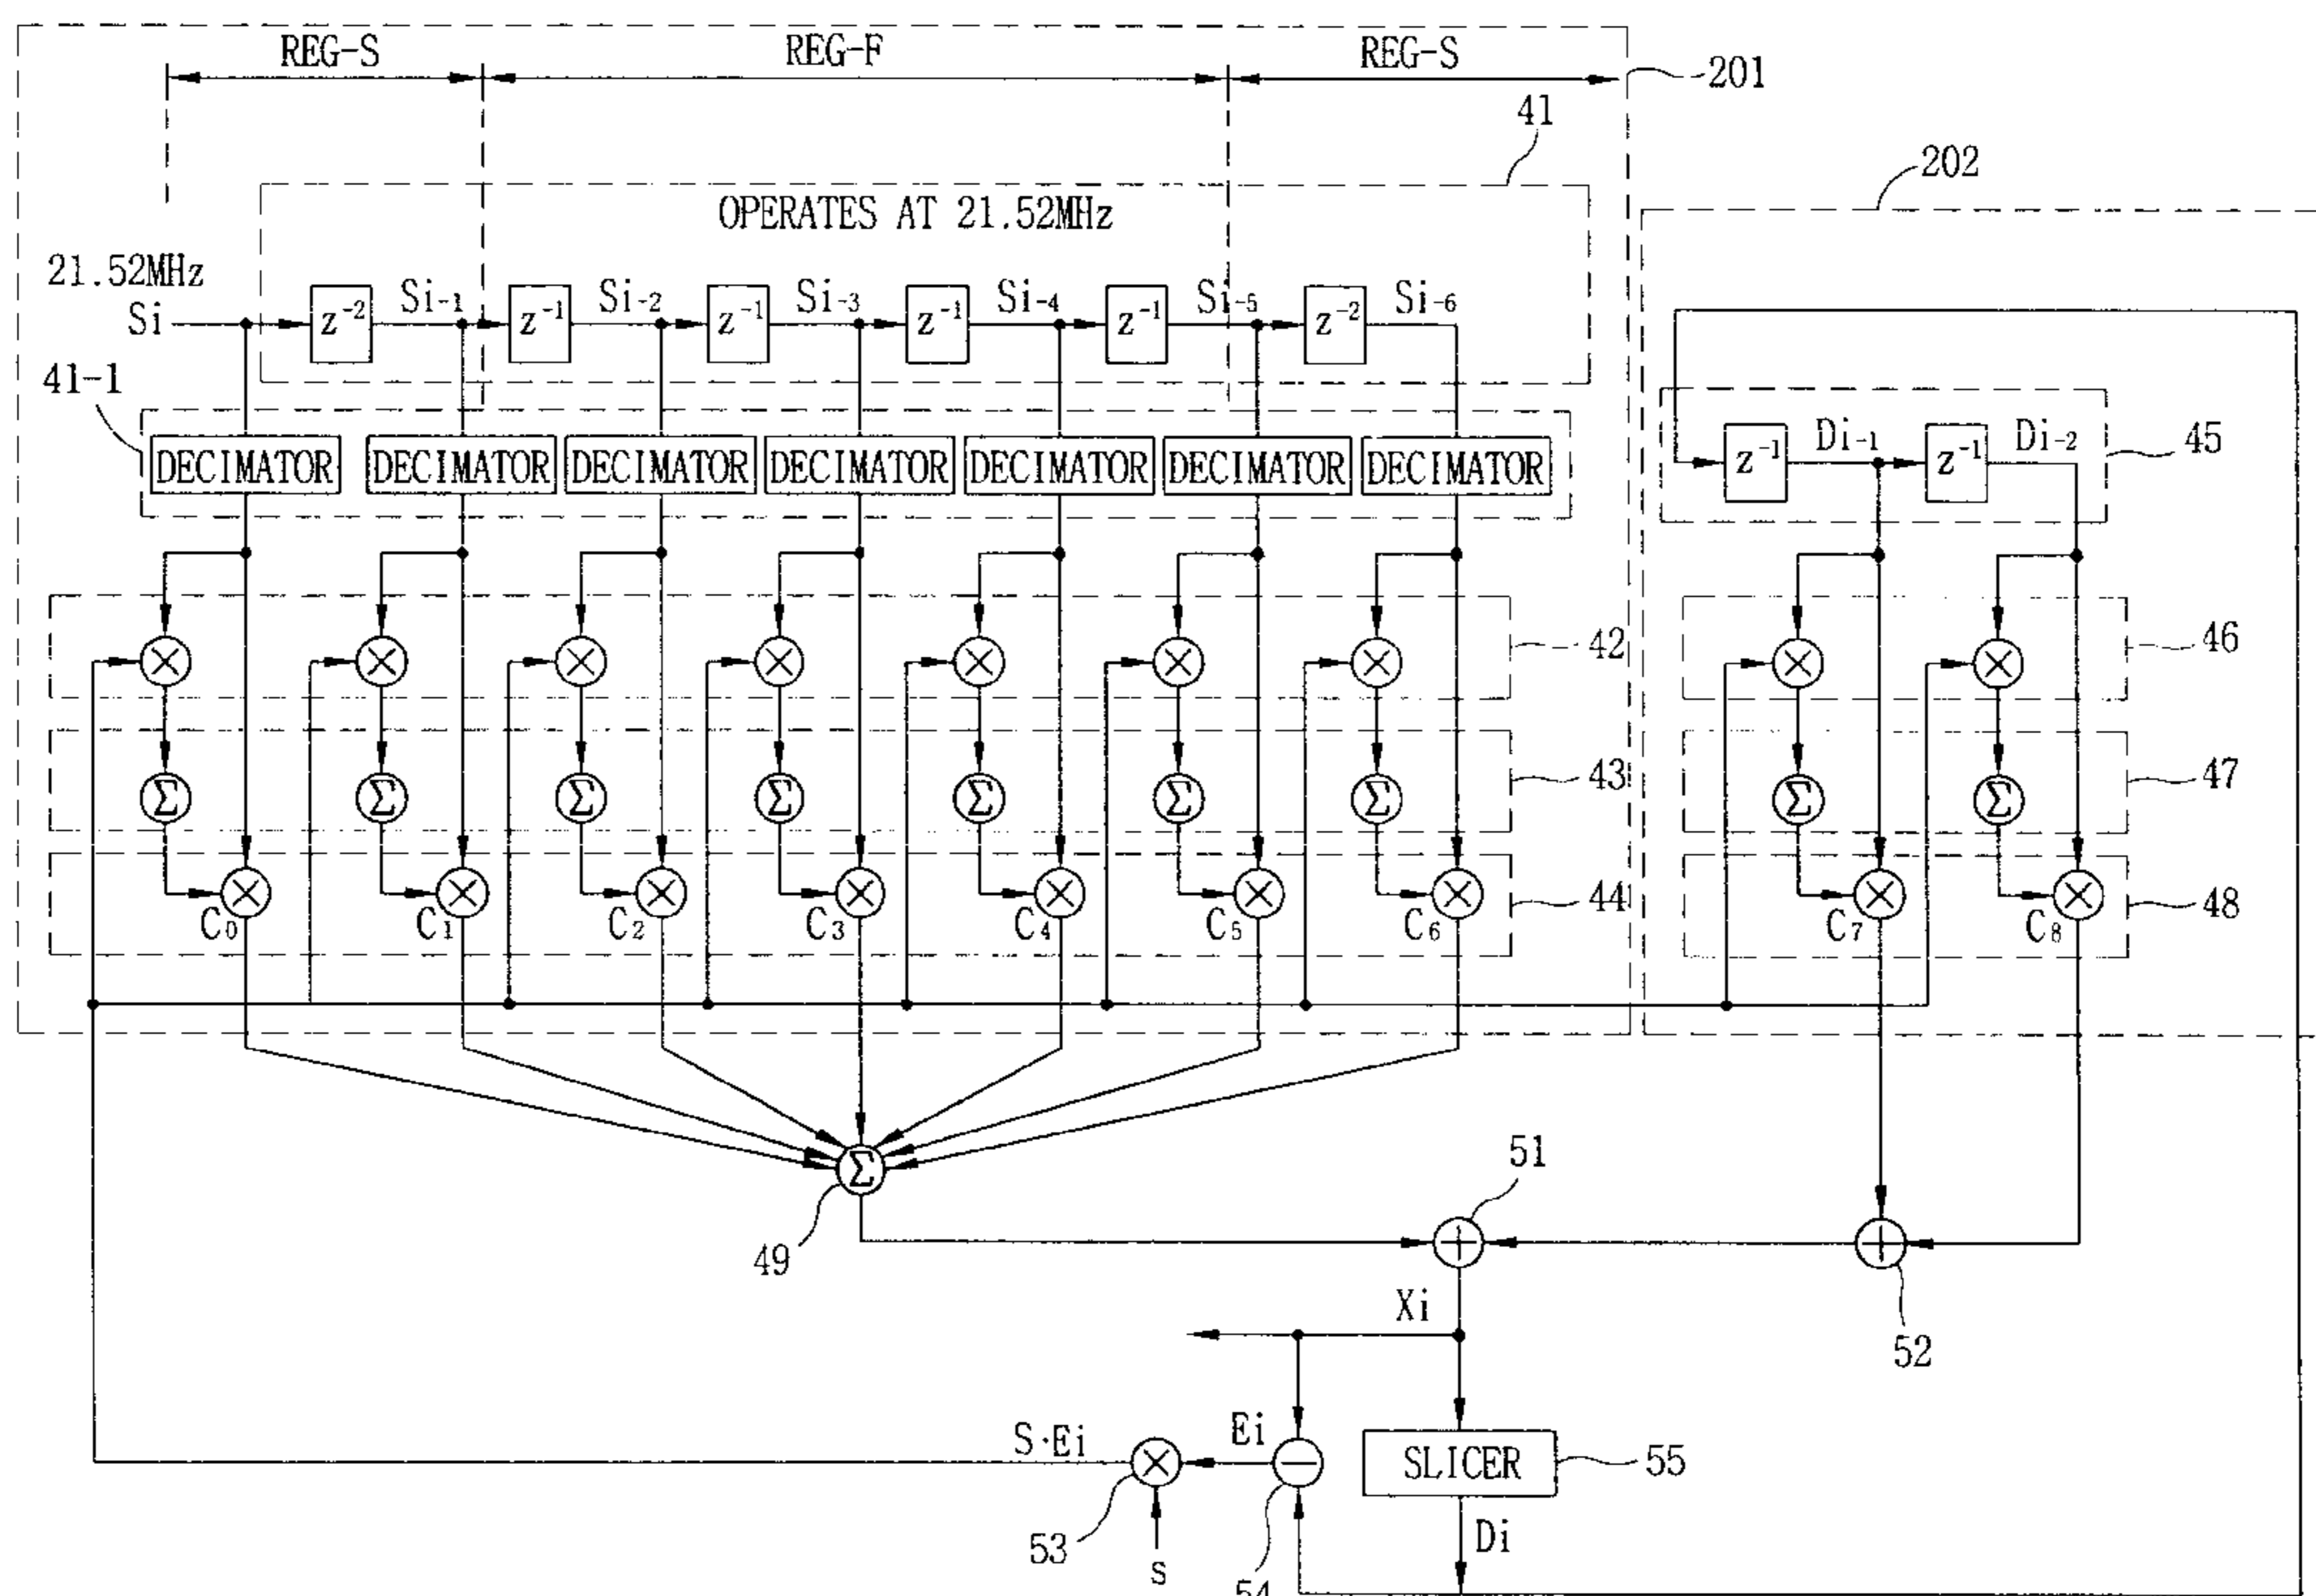 REG-S REG-F REG-S
201
41
202
OPERATES AT 21.52MHz
21.52MHz
Si z⁻² Si-1 z⁻¹ Si-2 z⁻¹ Si-3 z⁻¹ Si-4 z⁻¹ Si-5 z⁻² Si-6
41-1
z⁻¹ Di-1 z⁻¹ Di-2 45
DECIMATOR DECIMATOR DECIMATOR DECIMATOR DECIMATOR DECIMATOR DECIMATOR
42 46
Σ Σ Σ Σ Σ Σ Σ 43 Σ Σ 47
44 48
C0 C1 C2 C3 C4 C5 C6 C7 C8
Σ
51
49
Xi
52
S·Ei Ei SLICER 55
53 Di
s 54